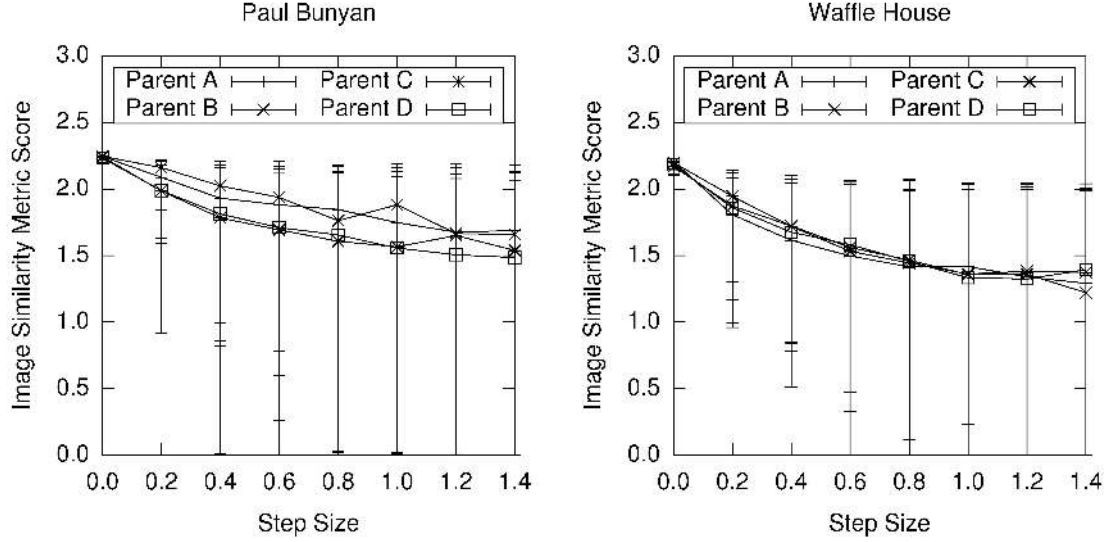 Paul Bunyan
Image Similarity Metric Score
3.0
2.5
2.0
1.5
1.0
0.5
0.0
Parent A
Parent B
Parent C
Parent D
0.0 0.2 0.4 0.6 0.8 1.0 1.2 1.4
Step Size
Waffle House
Image Similarity Metric Score
3.0
2.5
2.0
1.5
1.0
0.5
0.0
Parent A
Parent B
Parent C
Parent D
0.0 0.2 0.4 0.6 0.8 1.0 1.2 1.4
Step Size